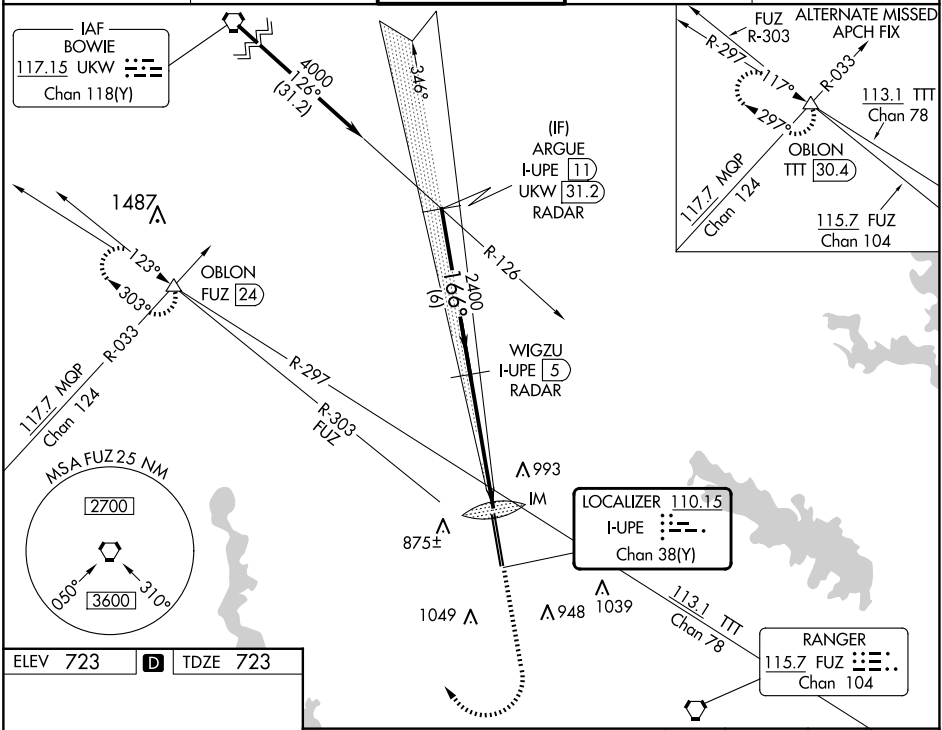 IAF
BOWIE
117.15 UKW
Chan 118(Y)
4000
126°
(31.2)
346°
(IF)
ARGUE
I-UPE 11
UKW 31.2
RADAR
FUZ
R-303
ALTERNATE MISSED
APCH FIX
R-297
117°
R-033
297°
113.1 TTT
Chan 78
OBLON
TTT 30.4
117.7 MQP
Chan 124
115.7 FUZ
Chan 104
1487
123°
303°
OBLON
FUZ 24
R-033
117.7 MQP
Chan 124
R-126
2400
166°
(6)
WIGZU
I-UPE 5
RADAR
R-297
R-303
FUZ
MSA FUZ 25 NM
2700
050°
310°
3600
993
IM
875±
LOCALIZER 110.15
I-UPE
Chan 38(Y)
1049
948
1039
113.1 TTT
Chan 78
RANGER
115.7 FUZ
Chan 104
ELEV 723
D
TDZE 723